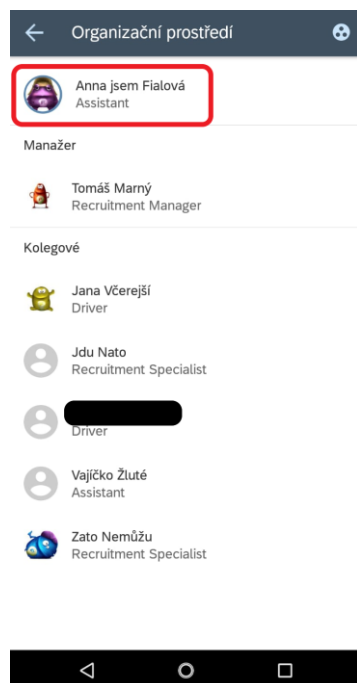 Organizační prostředí
Anna jsem Fialová
Assistant
Manažer
Tomáš Marný
Recruitment Manager
Kolegové
Jana Včerejší
Driver
Jdu Nato
Recruitment Specialist
Driver
Vajíčko Žluté
Assistant
Zato Nemůžu
Recruitment Specialist